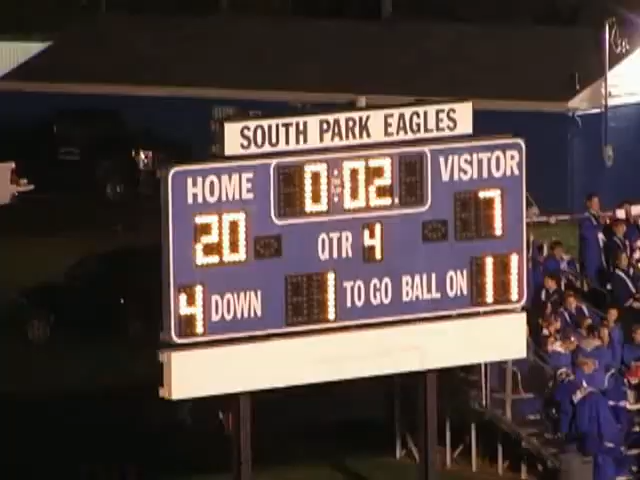 SOUTH PARK EAGLES
HOME 0:02 VISITOR
20 QTR 4 7
4 DOWN 1 TO GO BALL ON 11